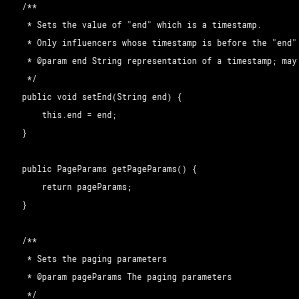 /**
 * Sets the value of "end" which is a timestamp.
 * Only influencers whose timestamp is before the "end"
 * @param end String representation of a timestamp; may
 */
public void setEnd(String end) {
    this.end = end;
}

public PageParams getPageParams() {
    return pageParams;
}

/**
 * Sets the paging parameters
 * @param pageParams The paging parameters
 */